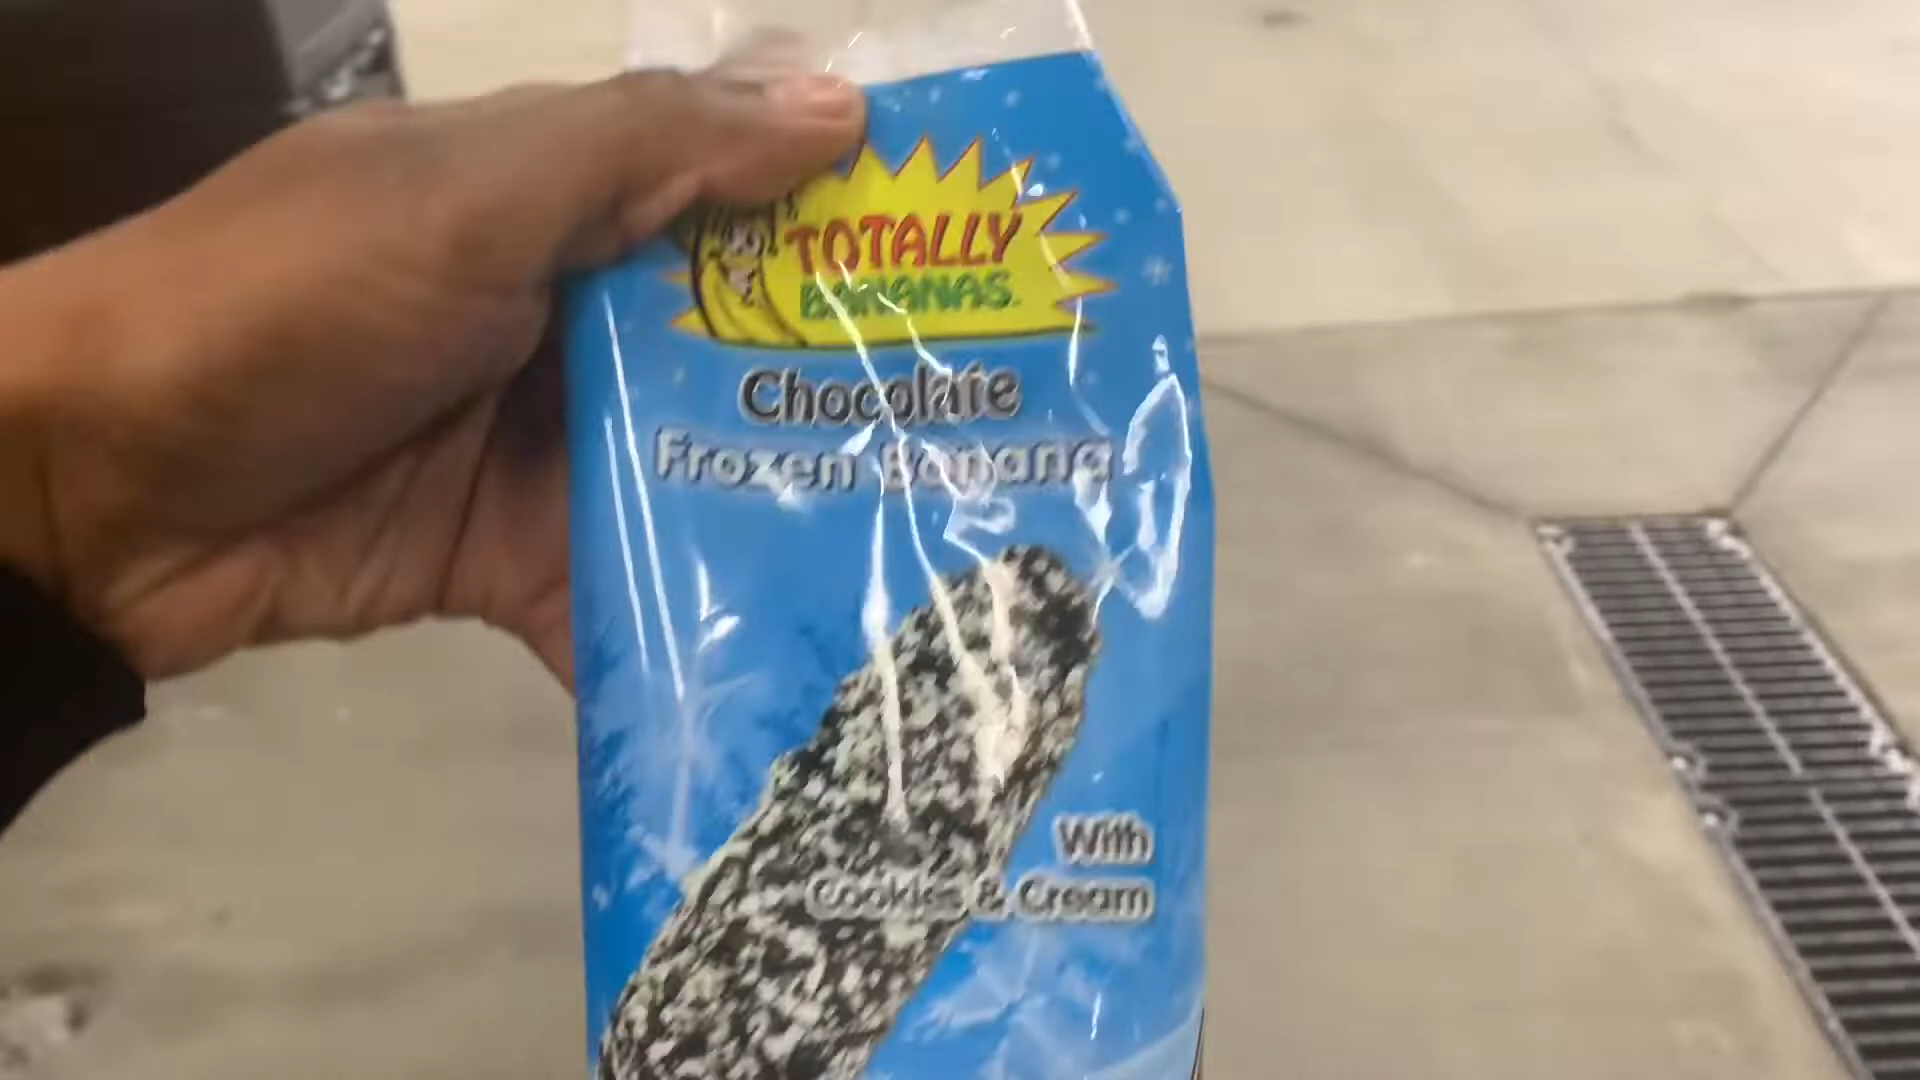 TOTALLY
BANANAS
Chocolate
Frozen Banana
With
Cookies & Cream